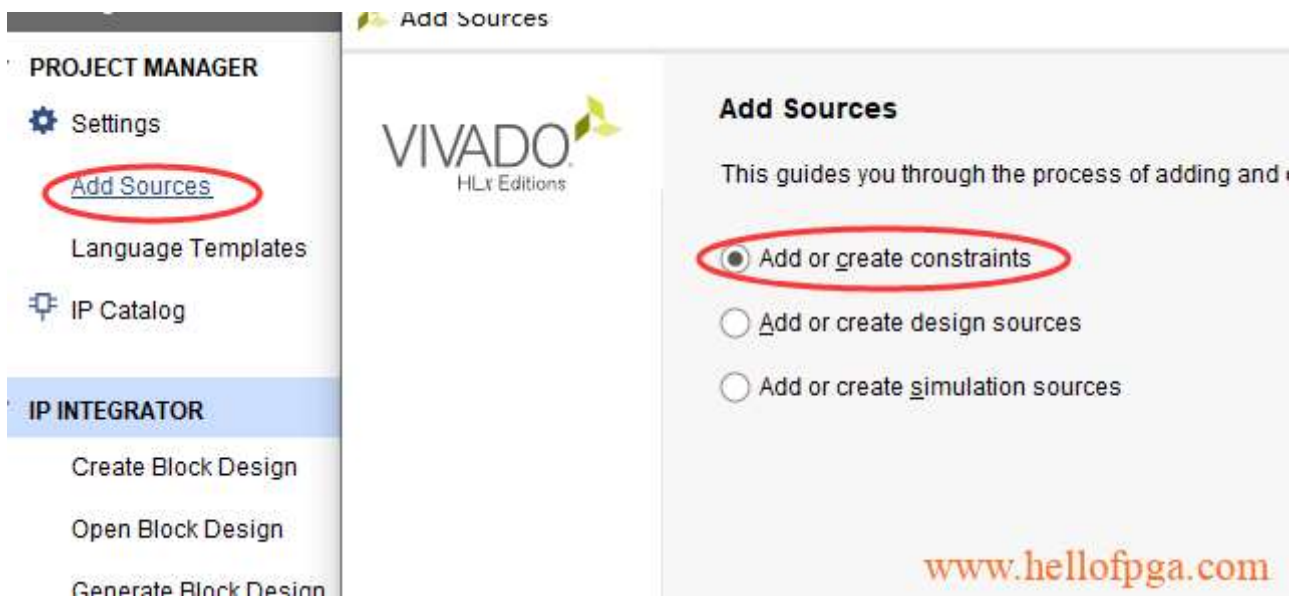 Add Sources
PROJECT MANAGER
Settings
Add Sources
Language Templates
IP Catalog
IP INTEGRATOR
Create Block Design
Open Block Design
Generate Block Design
VIVADO
HLx Editions
Add Sources
This guides you through the process of adding and
Add or create constraints
Add or create design sources
Add or create simulation sources
www.hellofpga.com